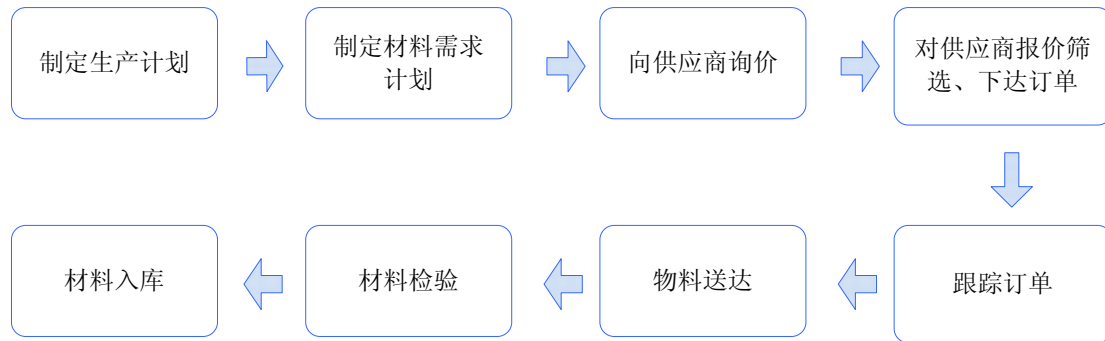 制定生产计划
制定材料需求
计划
向供应商询价
对供应商报价筛
选、下达订单
跟踪订单
物料送达
材料检验
材料入库